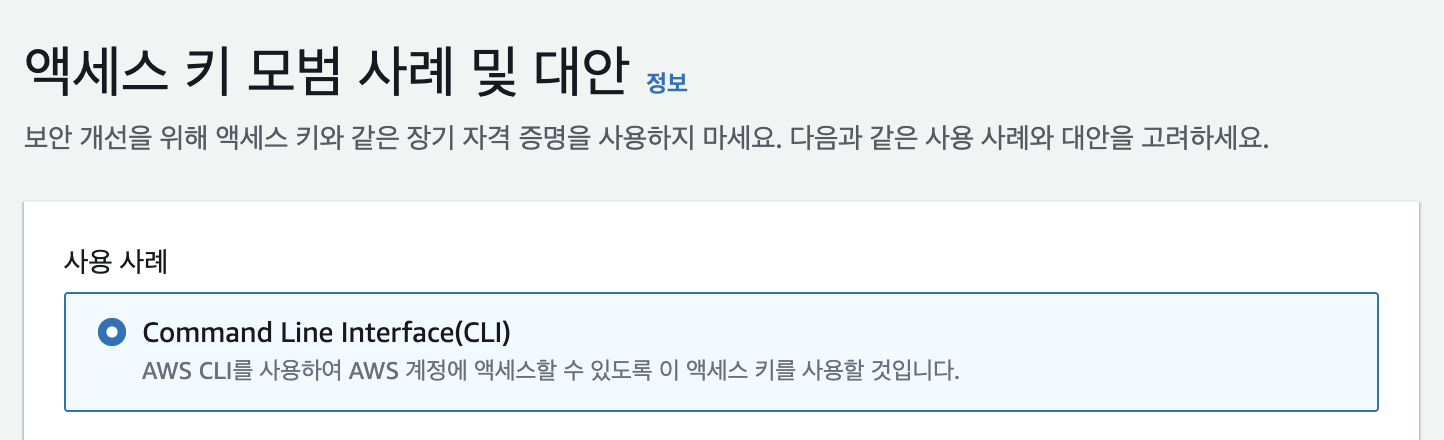 액세스 키 모범 사례 및 대안 정보
보안 개선을 위해 액세스 키와 같은 장기 자격 증명을 사용하지 마세요. 다음과 같은 사용 사례와 대안을 고려하세요.
사용 사례
Command Line Interface(CLI)
AWS CLI를 사용하여 AWS 계정에 액세스할 수 있도록 이 액세스 키를 사용할 것입니다.